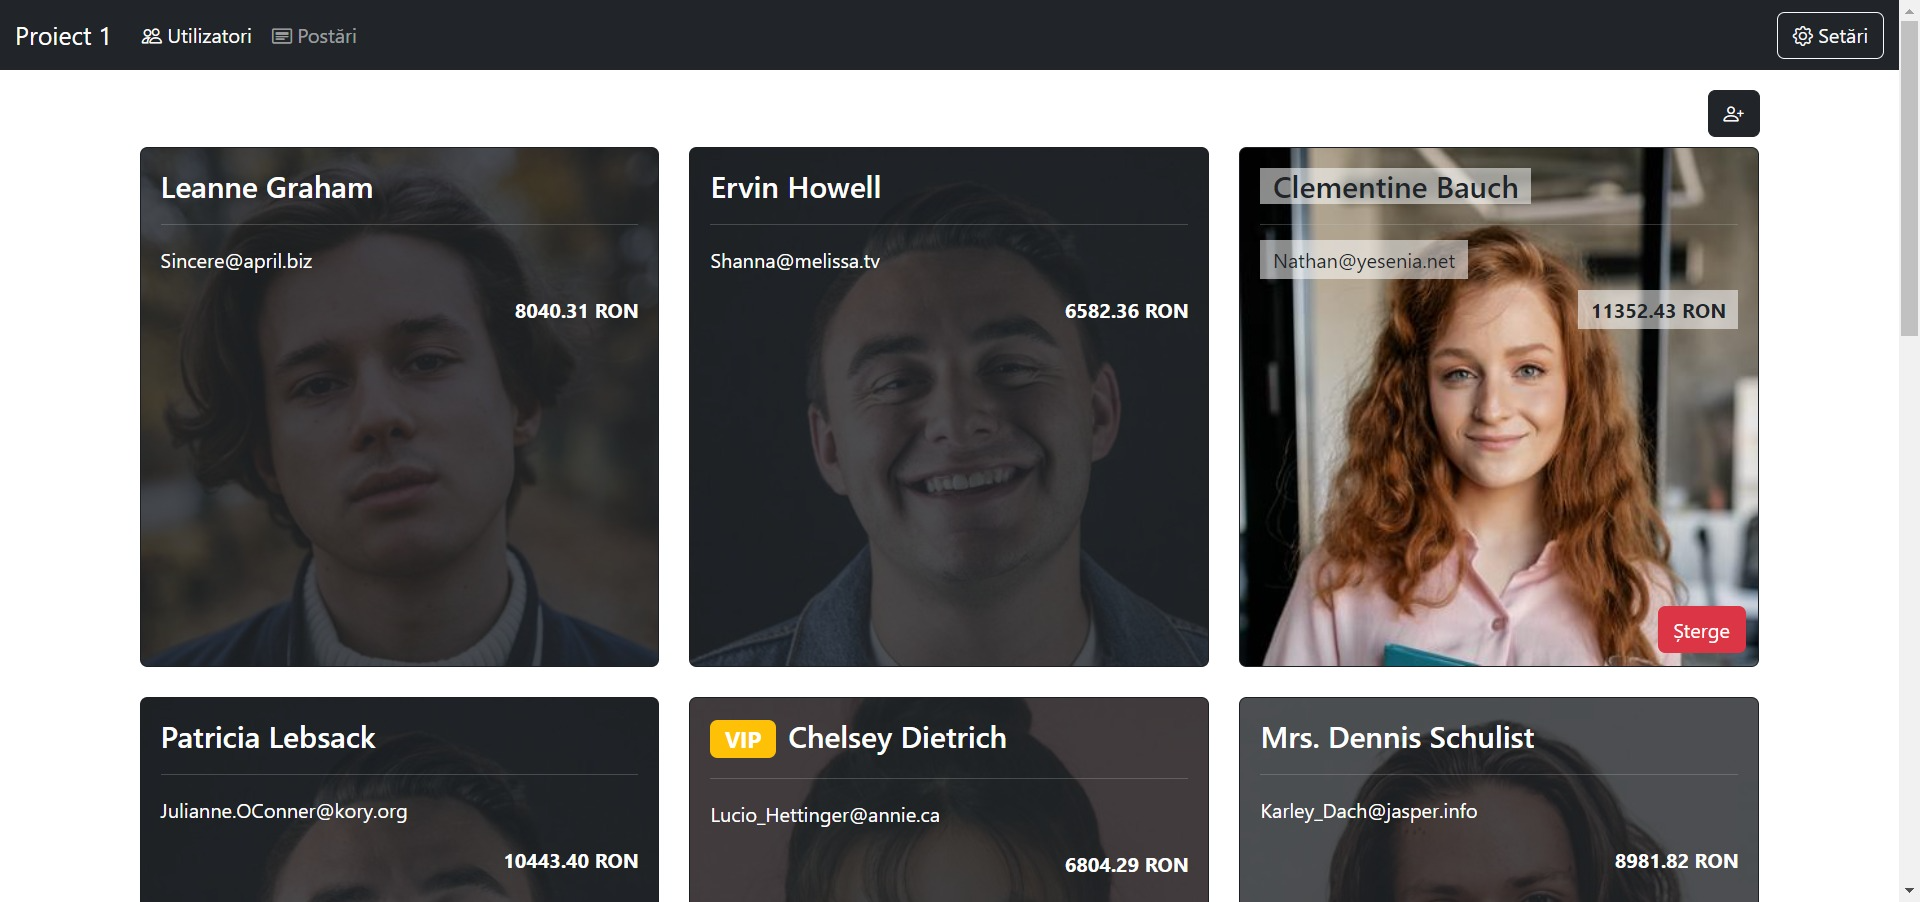 Proiect 1 Utilizatori Postări Setări
Leanne Graham
Sincere@april.biz
8040.31 RON
Ervin Howell
Shanna@melissa.tv
6582.36 RON
Clementine Bauch
Nathan@yesenia.net
11352.43 RON
Șterge
Patricia Lebsack
Julianne.OConner@kory.org
10443.40 RON
VIP Chelsey Dietrich
Lucio_Hettinger@annie.ca
6804.29 RON
Mrs. Dennis Schulist
Karley_Dach@jasper.info
8981.82 RON